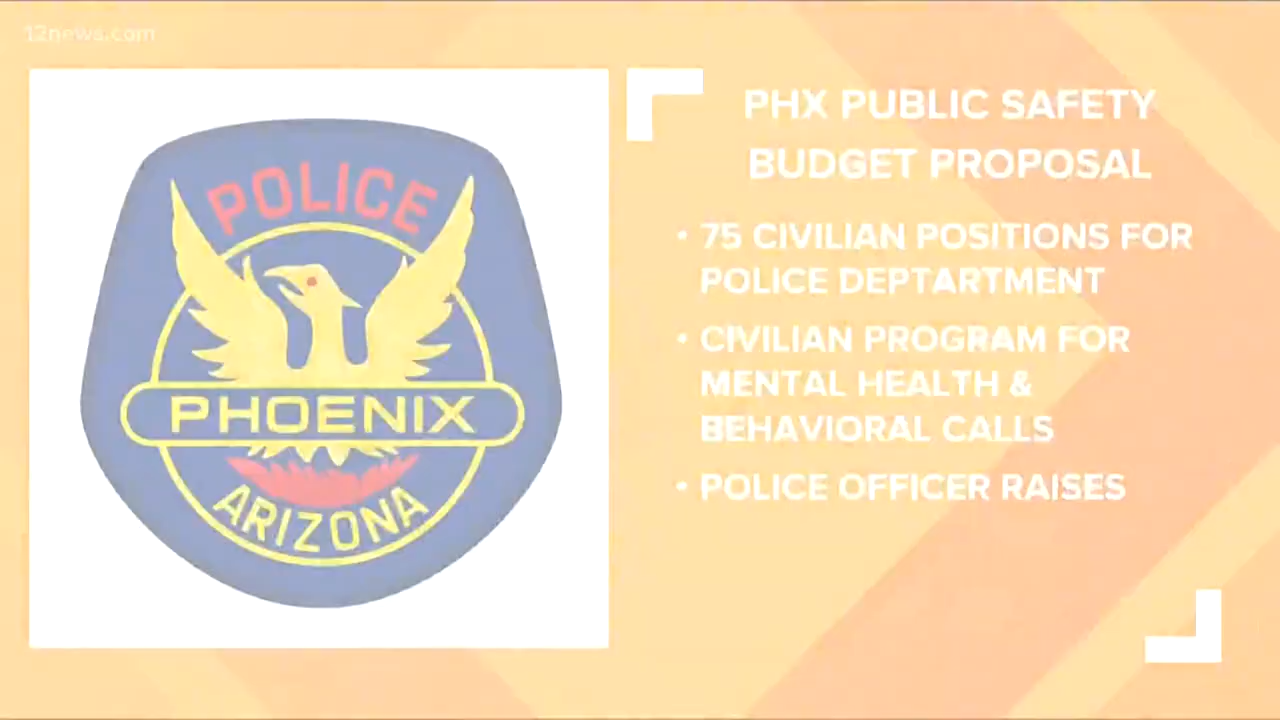 12news.com
POLICE
PHOENIX
ARIZONA
PHX PUBLIC SAFETY
BUDGET PROPOSAL
• 75 CIVILIAN POSITIONS FOR
POLICE DEPTARTMENT
• CIVILIAN PROGRAM FOR
MENTAL HEALTH &
BEHAVIORAL CALLS
• POLICE OFFICER RAISES